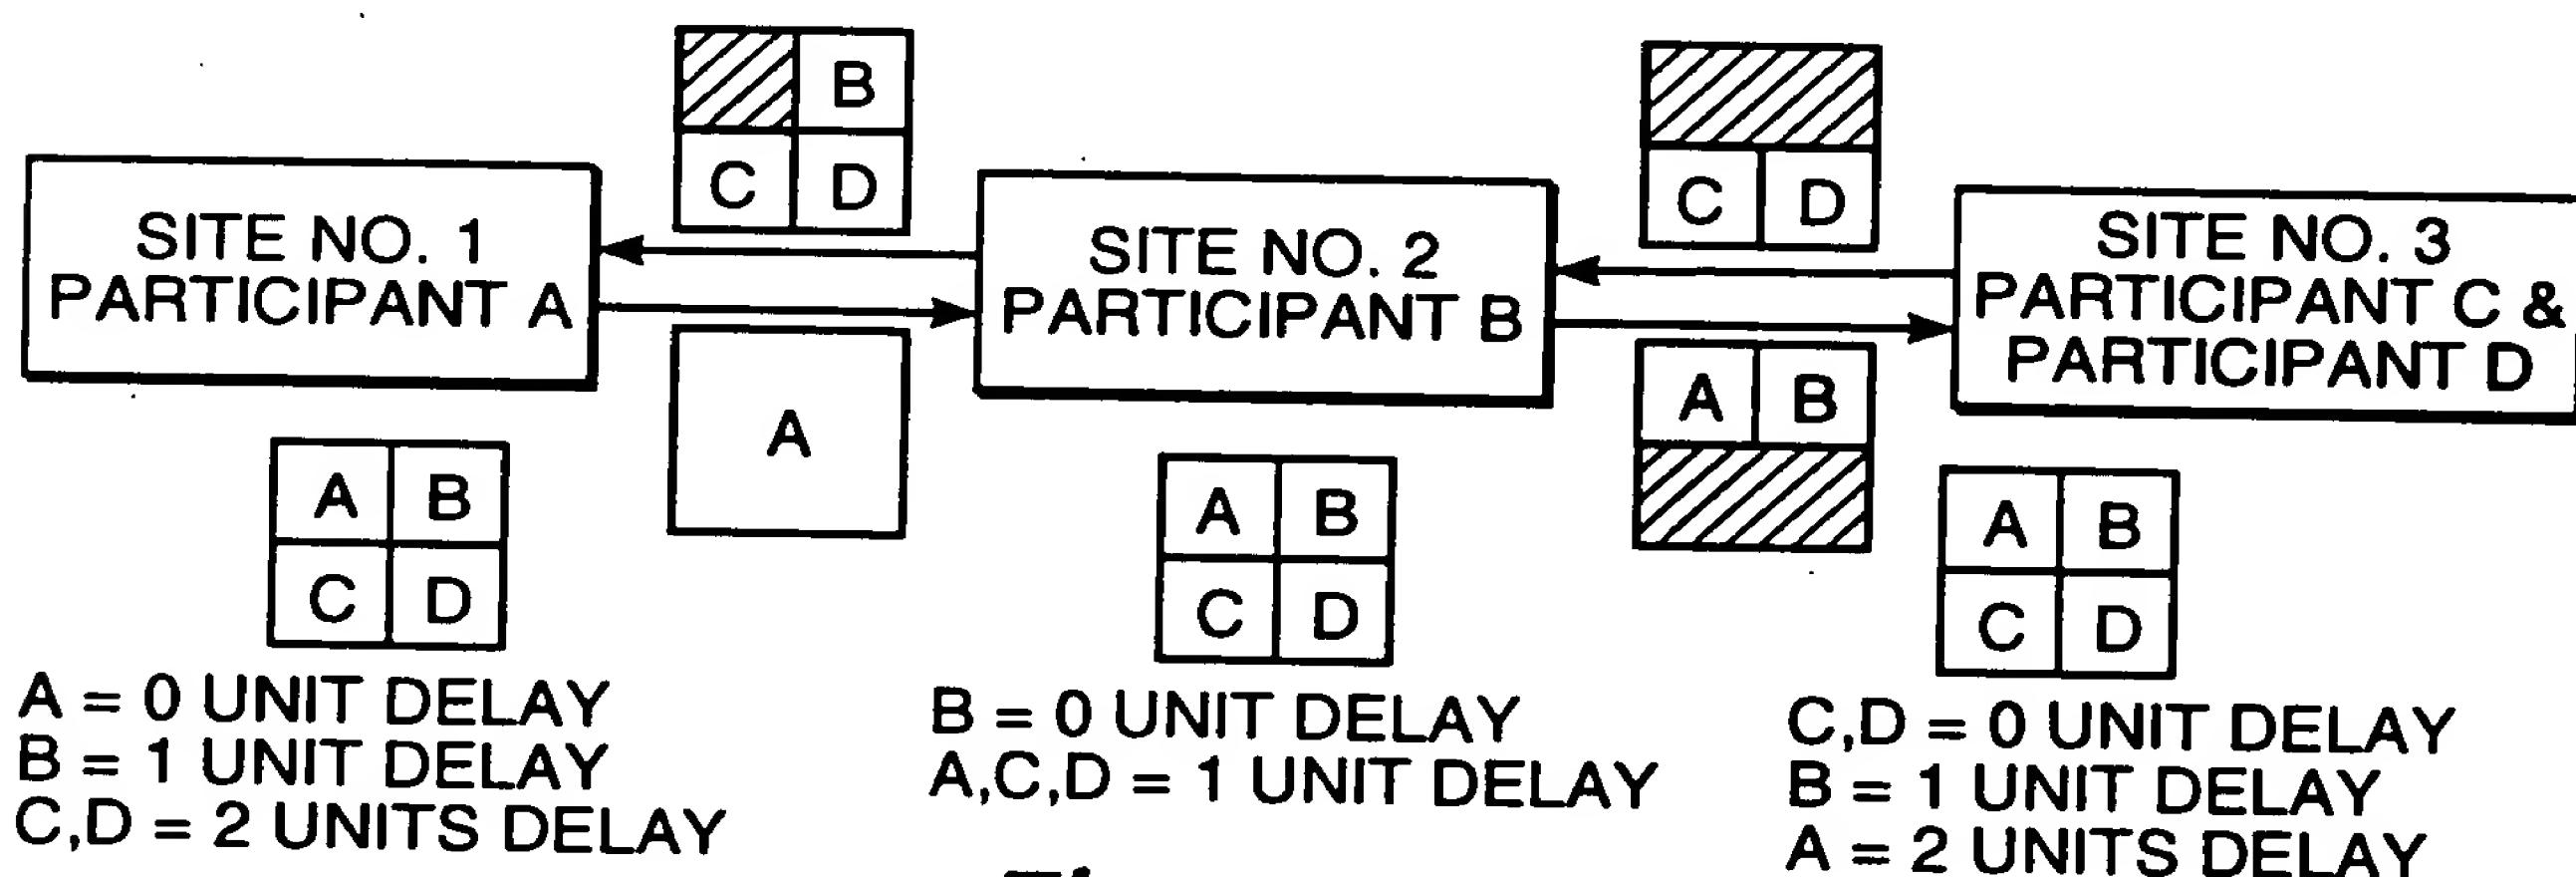 B
C D
C D
SITE NO. 1
PARTICIPANT A
SITE NO. 2
PARTICIPANT B
SITE NO. 3
PARTICIPANT C &
PARTICIPANT D
A
A B
A B
C D
A B
C D
A B
C D
A = 0 UNIT DELAY
B = 1 UNIT DELAY
C,D = 2 UNITS DELAY
B = 0 UNIT DELAY
A,C,D = 1 UNIT DELAY
C,D = 0 UNIT DELAY
B = 1 UNIT DELAY
A = 2 UNITS DELAY